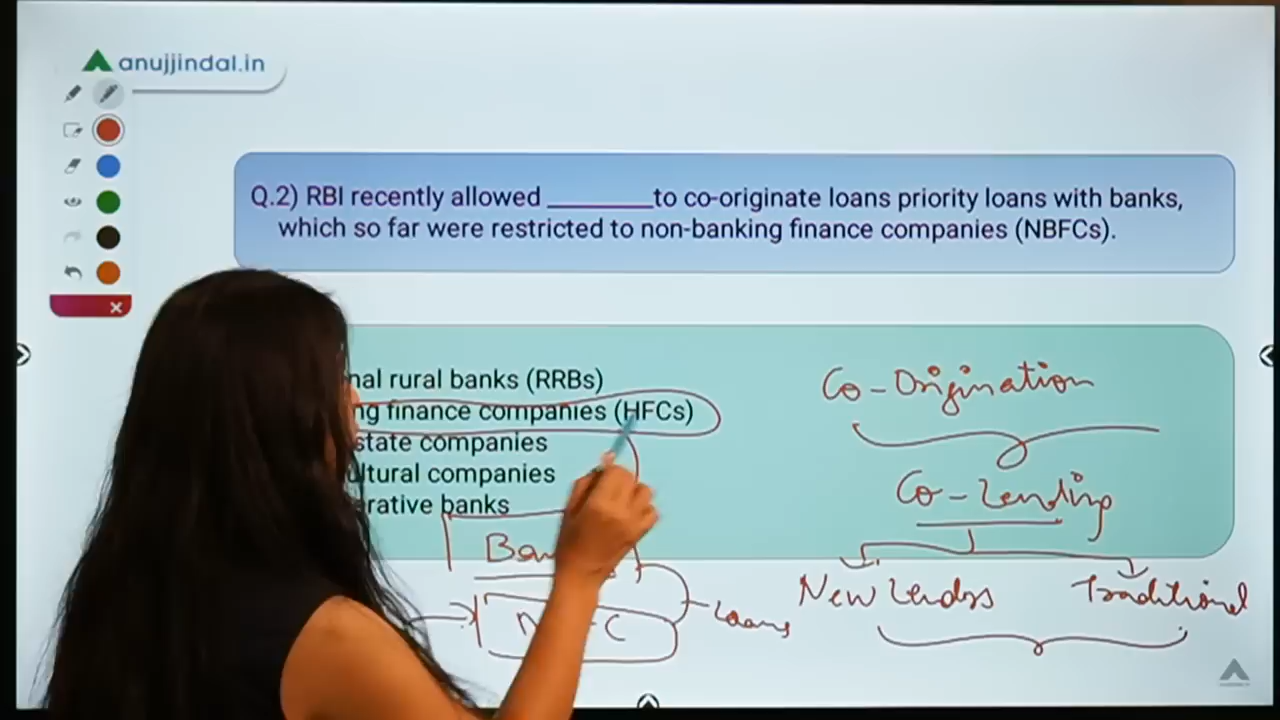 anujjindal.in
Q.2) RBI recently allowed ________ to co-originate loans priority loans with banks,
which so far were restricted to non-banking finance companies (NBFCs).
nal rural banks (RRBs)
ng finance companies (HFCs)
state companies
ultural companies
rative banks
Co-Origination
Co-Lending
New Lenders
Traditional
Ban
N C
Loans